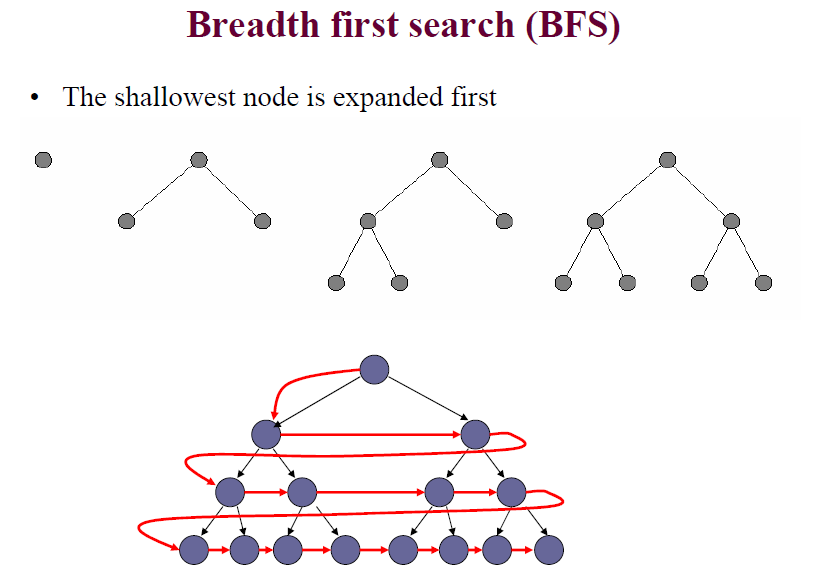 Breadth first search (BFS)
• The shallowest node is expanded first